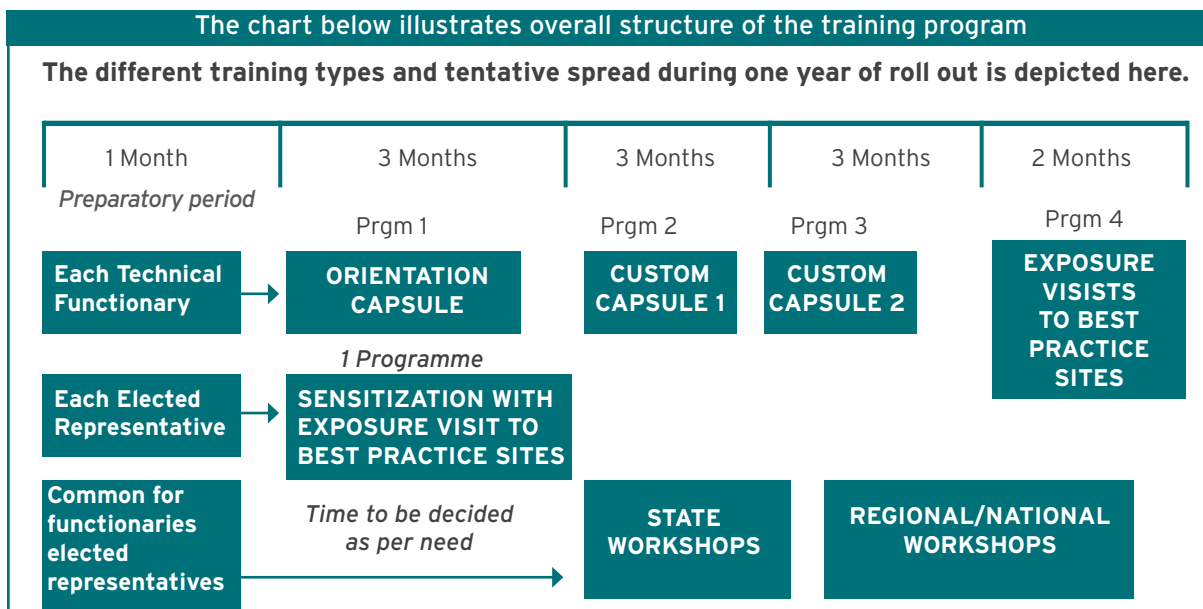 The chart below illustrates overall structure of the training program
The different training types and tentative spread during one year of roll out is depicted here.
1 Month
3 Months
3 Months
3 Months
2 Months
Preparatory period
Prgm 1
Prgm 2
Prgm 3
Prgm 4
Each Technical
Functionary
ORIENTATION
CAPSULE
CUSTOM
CAPSULE 1
CUSTOM
CAPSULE 2
EXPOSURE
VISISTS
TO BEST
PRACTICE
SITES
1 Programme
Each Elected
Representative
SENSITIZATION WITH
EXPOSURE VISIT TO
BEST PRACTICE SITES
Common for
functionaries
elected
representatives
Time to be decided
as per need
STATE
WORKSHOPS
REGIONAL/NATIONAL
WORKSHOPS